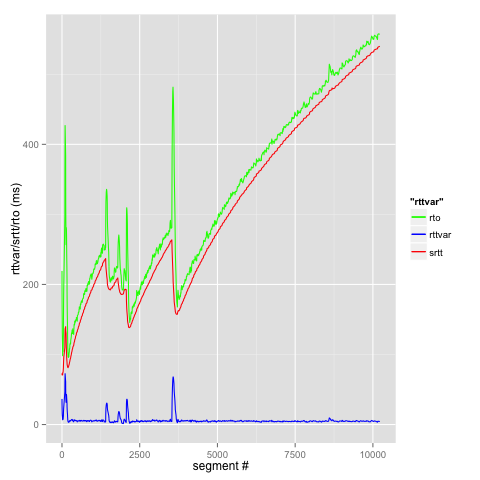 rttvar/srtt/rto (ms)
400
200
0
0 2500 5000 7500 10000
segment #
"rttvar"
rto
rttvar
srtt